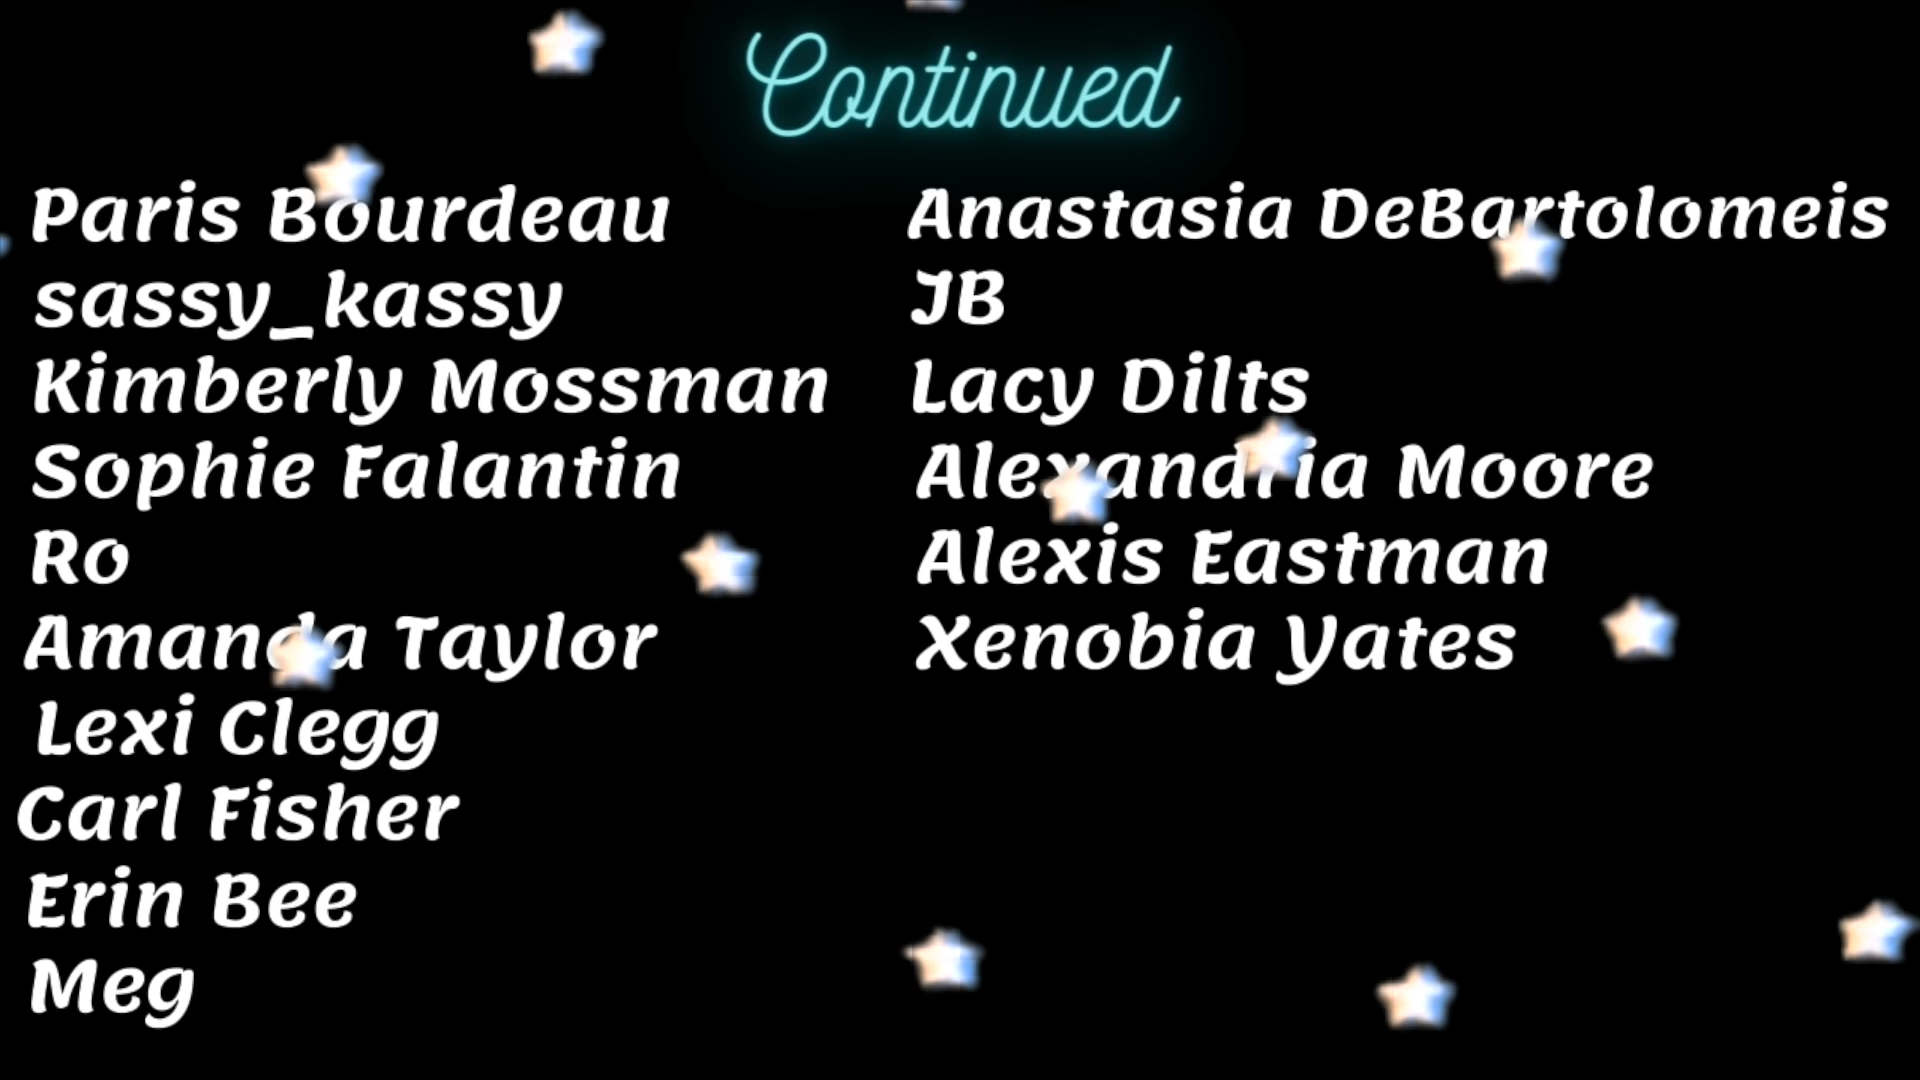 Continued
Paris Bourdeau
sassy_kassy
Kimberly Mossman
Sophie Falantin
Ro
Amanda Taylor
Lexi Clegg
Carl Fisher
Erin Bee
Meg
Anastasia DeBartolomeis
JB
Lacy Dilts
Alexandria Moore
Alexis Eastman
Xenobia Yates